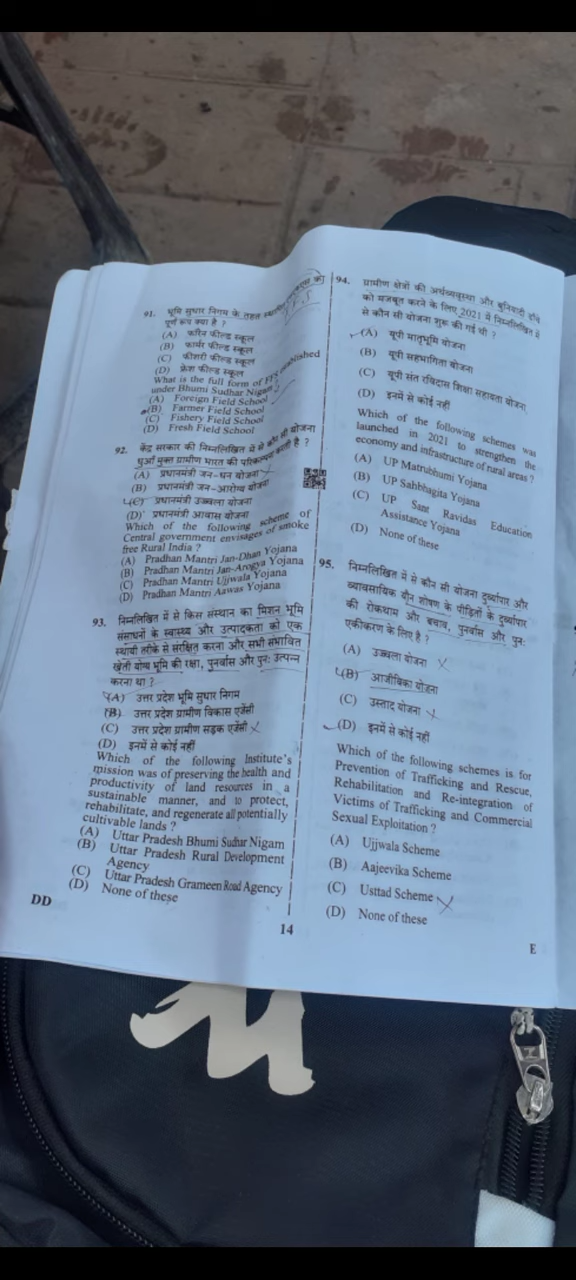 91. भूमि सुधार निगम के तहत
पूर्ण रूप क्या है ?
(A) फॉरेन फील्ड स्कूल
(B) फार्मर फील्ड स्कूल
(C) फीशरी फील्ड स्कूल
(D) फ्रेश फील्ड स्कूल
What is the full form of FFS established
under Bhumi Sudhar Nigam ?
(A) Foreign Field School
(B) Farmer Field School
(C) Fishery Field School
(D) Fresh Field School
92. केंद्र सरकार की निम्नलिखित में से कौन सी योजना
धुआँ मुक्त ग्रामीण भारत की परिकल्पना करती है ?
(A) प्रधानमंत्री जन-धन योजना
(B) प्रधानमंत्री जन-आरोग्य योजना
(C) प्रधानमंत्री उज्ज्वला योजना
(D) प्रधानमंत्री आवास योजना
Which of the following scheme of
Central government envisages of smoke
free Rural India ?
(A) Pradhan Mantri Jan-Dhan Yojana
(B) Pradhan Mantri Jan-Arogya Yojana
(C) Pradhan Mantri Ujjwala Yojana
(D) Pradhan Mantri Aawas Yojana
93. निम्नलिखित में से किस संस्थान का मिशन भूमि
संसाधनों के स्वास्थ्य और उत्पादकता को एक
स्थायी तरीके से संरक्षित करना और सभी संभावित
खेती योग्य भूमि की रक्षा, पुनर्वास और पुनः उत्पन्न
करना था ?
(A) उत्तर प्रदेश भूमि सुधार निगम
(B) उत्तर प्रदेश ग्रामीण विकास एजेंसी
(C) उत्तर प्रदेश ग्रामीण सड़क एजेंसी
(D) इनमें से कोई नहीं
Which of the following Institute's
mission was of preserving the health and
productivity of land resources in a
sustainable manner, and to protect,
rehabilitate, and regenerate all potentially
cultivable lands ?
(A) Uttar Pradesh Bhumi Sudhar Nigam
(B) Uttar Pradesh Rural Development
Agency
(C) Uttar Pradesh Grameen Road Agency
(D) None of these
94. ग्रामीण क्षेत्रों की अर्थव्यवस्था और बुनियादी ढाँचे
को मजबूत करने के लिए 2021 में निम्नलिखित में
से कौन सी योजना शुरू की गई थी ?
(A) यूपी मातृभूमि योजना
(B) यूपी सहभागिता योजना
(C) यूपी संत रविदास शिक्षा सहायता योजना
(D) इनमें से कोई नहीं
Which of the following schemes was
launched in 2021 to strengthen the
economy and infrastructure of rural areas ?
(A) UP Matrubhumi Yojana
(B) UP Sahbhagita Yojana
(C) UP Sant Ravidas Education
Assistance Yojana
(D) None of these
95. निम्नलिखित में से कौन सी योजना दुर्व्यापार और
व्यावसायिक यौन शोषण के पीड़ितों के दुर्व्यापार
की रोकथाम और बचाव, पुनर्वास और पुनः
एकीकरण के लिए है ?
(A) उज्ज्वला योजना
(B) आजीविका योजना
(C) उस्ताद योजना
(D) इनमें से कोई नहीं
Which of the following schemes is for
Prevention of Trafficking and Rescue,
Rehabilitation and Re-integration of
Victims of Trafficking and Commercial
Sexual Exploitation ?
(A) Ujjwala Scheme
(B) Aajeevika Scheme
(C) Usttad Scheme
(D) None of these
DD
14
E